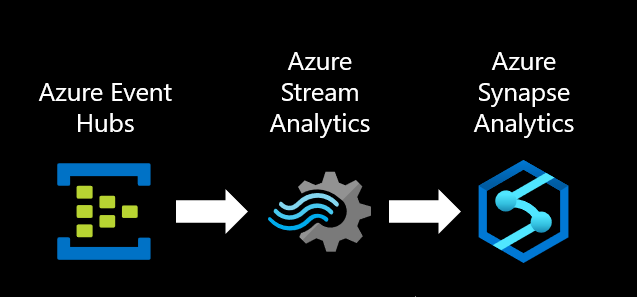 Azure Event
Hubs
Azure
Stream
Analytics
Azure
Synapse
Analytics